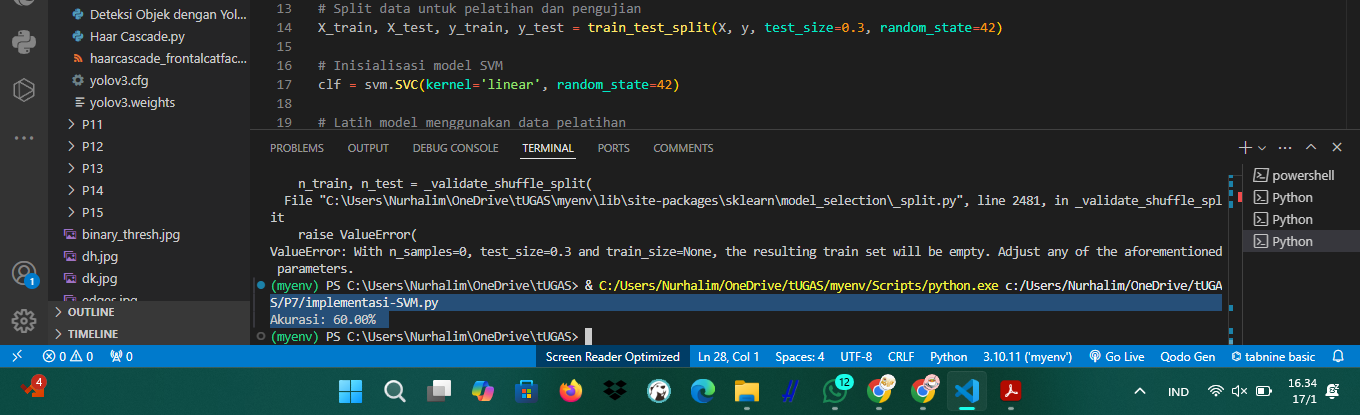 Deteksi Objek dengan Yol...
Haar Cascade.py
haarcascade_frontalcatfac...
yolov3.cfg
yolov3.weights
P11
P12
P13
P14
P15
binary_thresh.jpg
dh.jpg
dk.jpg
edges.jpg
OUTLINE
TIMELINE
13 # Split data untuk pelatihan dan pengujian
14 X_train, X_test, y_train, y_test = train_test_split(X, y, test_size=0.3, random_state=42)
15
16 # Inisialisasi model SVM
17 clf = svm.SVC(kernel='linear', random_state=42)
18
19 # Latih model menggunakan data pelatihan
PROBLEMS OUTPUT DEBUG CONSOLE TERMINAL PORTS COMMENTS
n_train, n_test = _validate_shuffle_split(
File "C:\Users\Nurhalim\OneDrive\tUGAS\myenv\lib\site-packages\sklearn\model_selection\_split.py", line 2481, in _validate_shuffle_spl
it
raise ValueError(
ValueError: With n_samples=0, test_size=0.3 and train_size=None, the resulting train set will be empty. Adjust any of the aforementioned
parameters.
(myenv) PS C:\Users\Nurhalim\OneDrive\tUGAS> & C:/Users/Nurhalim/OneDrive/tUGAS/myenv/Scripts/python.exe c:/Users/Nurhalim/OneDrive/tUGA
S/P7/implementasi-SVM.py
Akurasi: 60.00%
(myenv) PS C:\Users\Nurhalim\OneDrive\tUGAS>
powershell
Python
Python
Python
1
0 0 0 Screen Reader Optimized Ln 28, Col 1 Spaces: 4 UTF-8 CRLF Python 3.10.11 ('myenv') Go Live Qodo Gen tabnine basic
4 12 IND 16.34
17/1